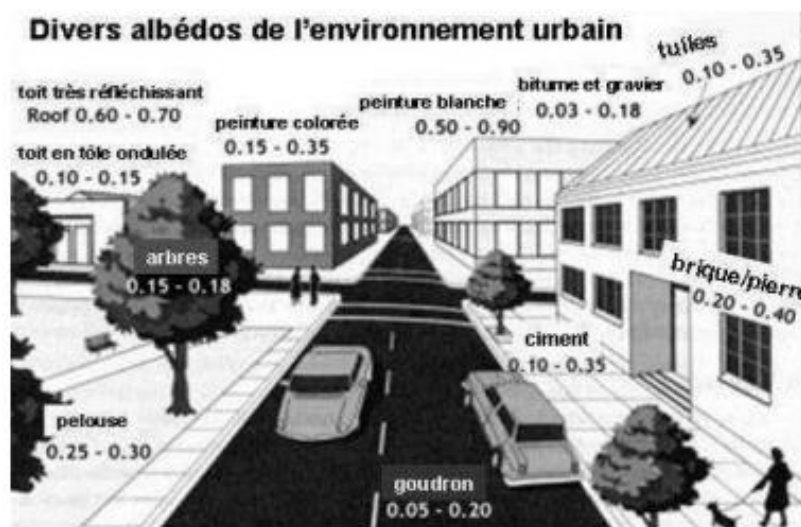 Divers albédos de l'environnement urbain
tuiles
0.10 - 0.35
toit très réfléchissant
Roof 0.60 - 0.70
peinture colorée
0.15 - 0.35
peinture blanche :
0.50 - 0.90
bitume et gravier
0.03 - 0.18
toit en tôle ondulée
0.10 - 0.15
arbres
0.15 - 0.18
brique/pierre
0.20 - 0.40
ciment
0.10 - 0.35
pelouse
0.25 - 0.30
goudron
0.05 - 0.20